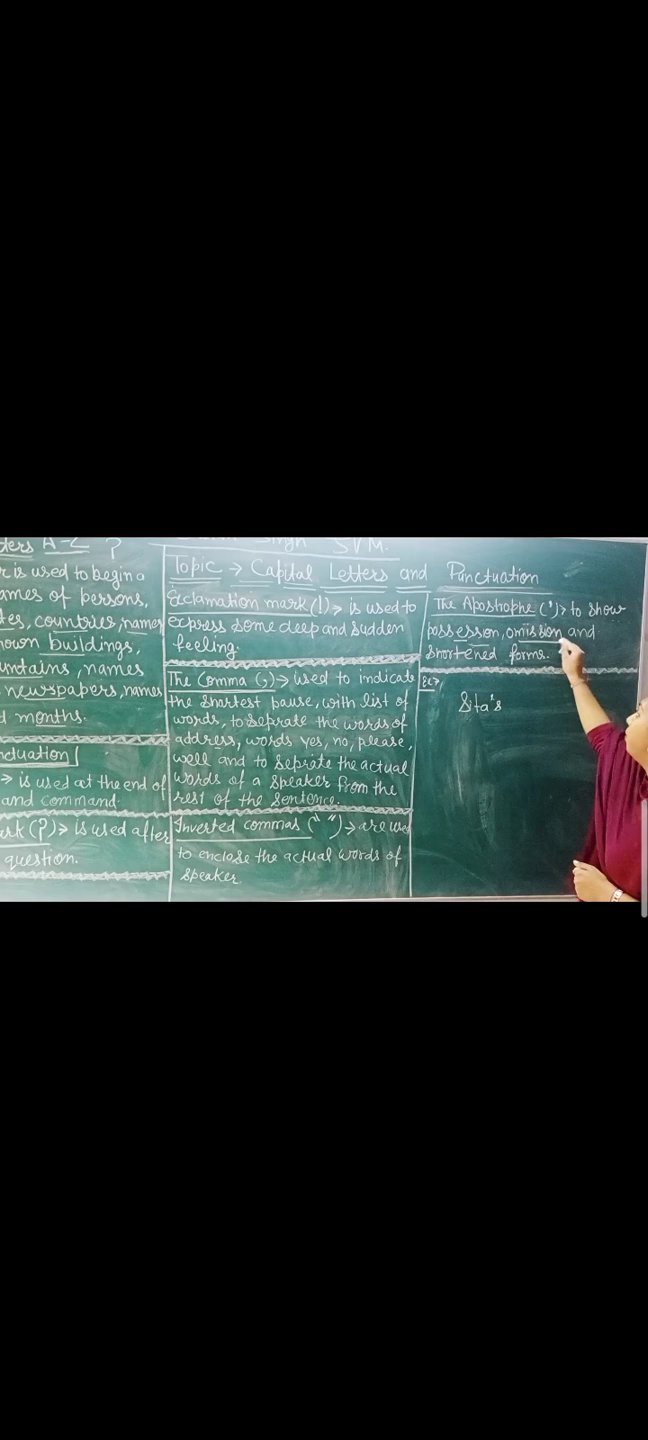 A-Z ?
Singh SVM.
Topic → Capital Letters and Punctuation
r is used to begin a
ames of persons,
tes, countries, names
nown buildings,
untains, names
newspapers, names
d months.
nctuation
→ is used at the end of
and command.
ark (?) → is used after
question.
Exclamation mark (!) → is used to
express some deep and sudden
feeling.
The Comma (,) → used to indicate
the shortest pause, with list of
words, to seprate the words of
address, words yes, no, please,
well and to seprate the actual
words of a speaker from the
rest of the sentence.
Invested commas (" ") → are used
to enclose the actual words of
speaker.
The Apostrophe (') → to show
possesson, omission and
shortened forms.
Ex →
Sita's